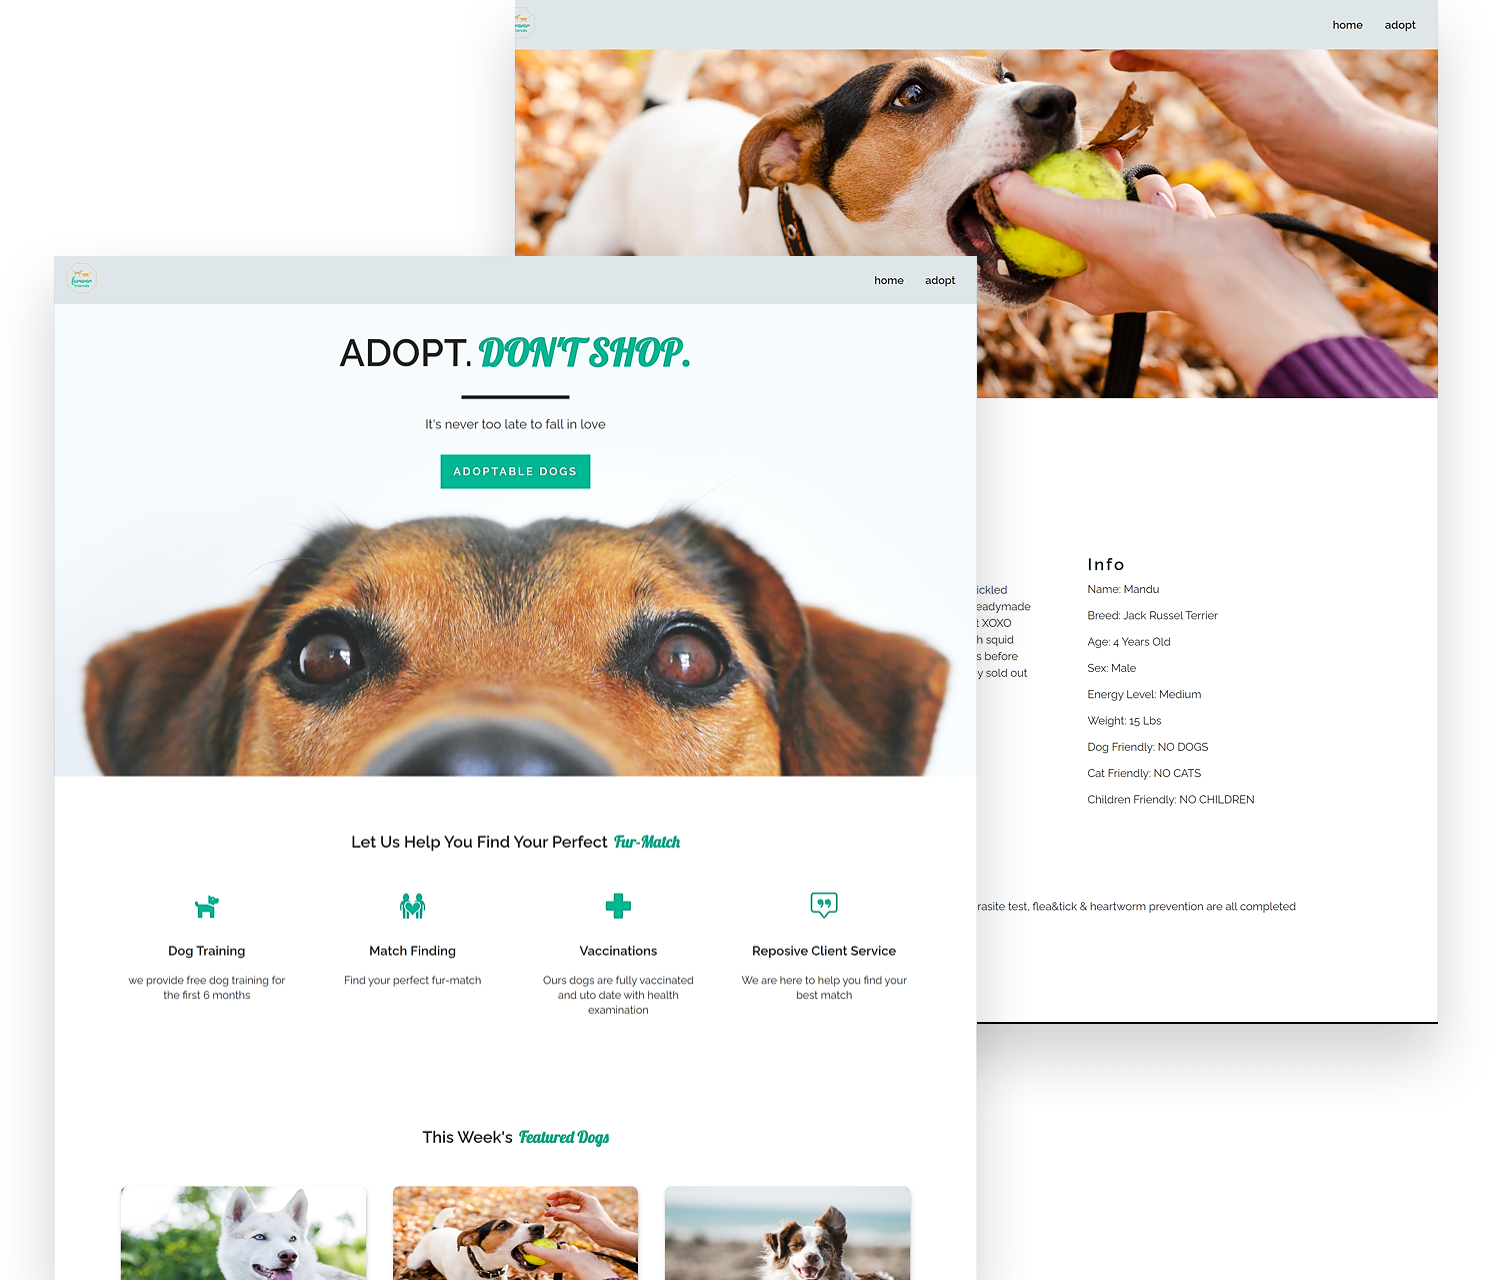 rever
iends
home adopt
furever
friends
home adopt
ADOPT. DON'T SHOP.
It's never too late to fall in love
ADOPTABLE DOGS
Let Us Help You Find Your Perfect Fur-Match
Dog Training
we provide free dog training for
the first 6 months
Match Finding
Find your perfect fur-match
Vaccinations
Ours dogs are fully vaccinated
and uto date with health
examination
Reposive Client Service
We are here to help you find your
best match
This Week's Featured Dogs
ickled
eadymade
t XOXO
h squid
s before
y sold out
Info
Name: Mandu
Breed: Jack Russel Terrier
Age: 4 Years Old
Sex: Male
Energy Level: Medium
Weight: 15 Lbs
Dog Friendly: NO DOGS
Cat Friendly: NO CATS
Children Friendly: NO CHILDREN
rasite test, flea&tick & heartworm prevention are all completed